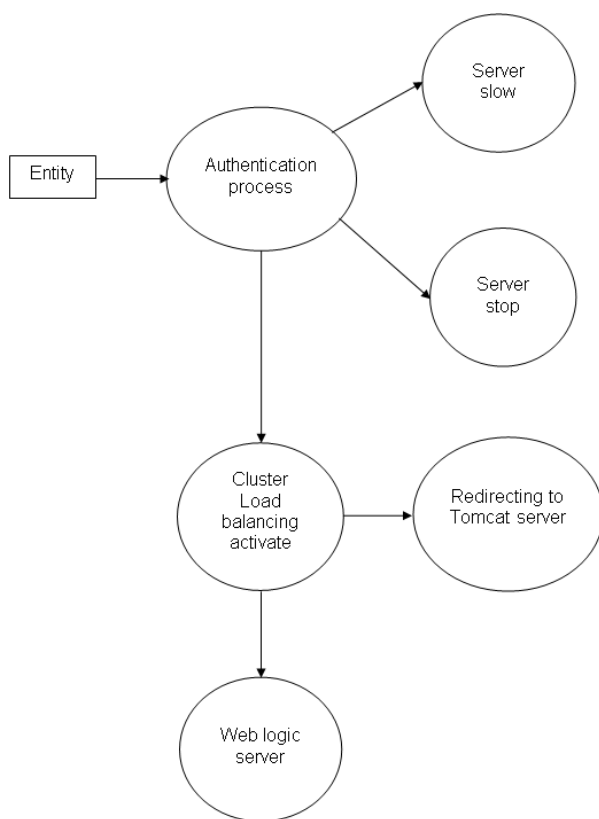 Server
slow
Entity
Authentication
process
Server
stop
Cluster
Load
balancing
activate
Redirecting to
Tomcat server
Web logic
server